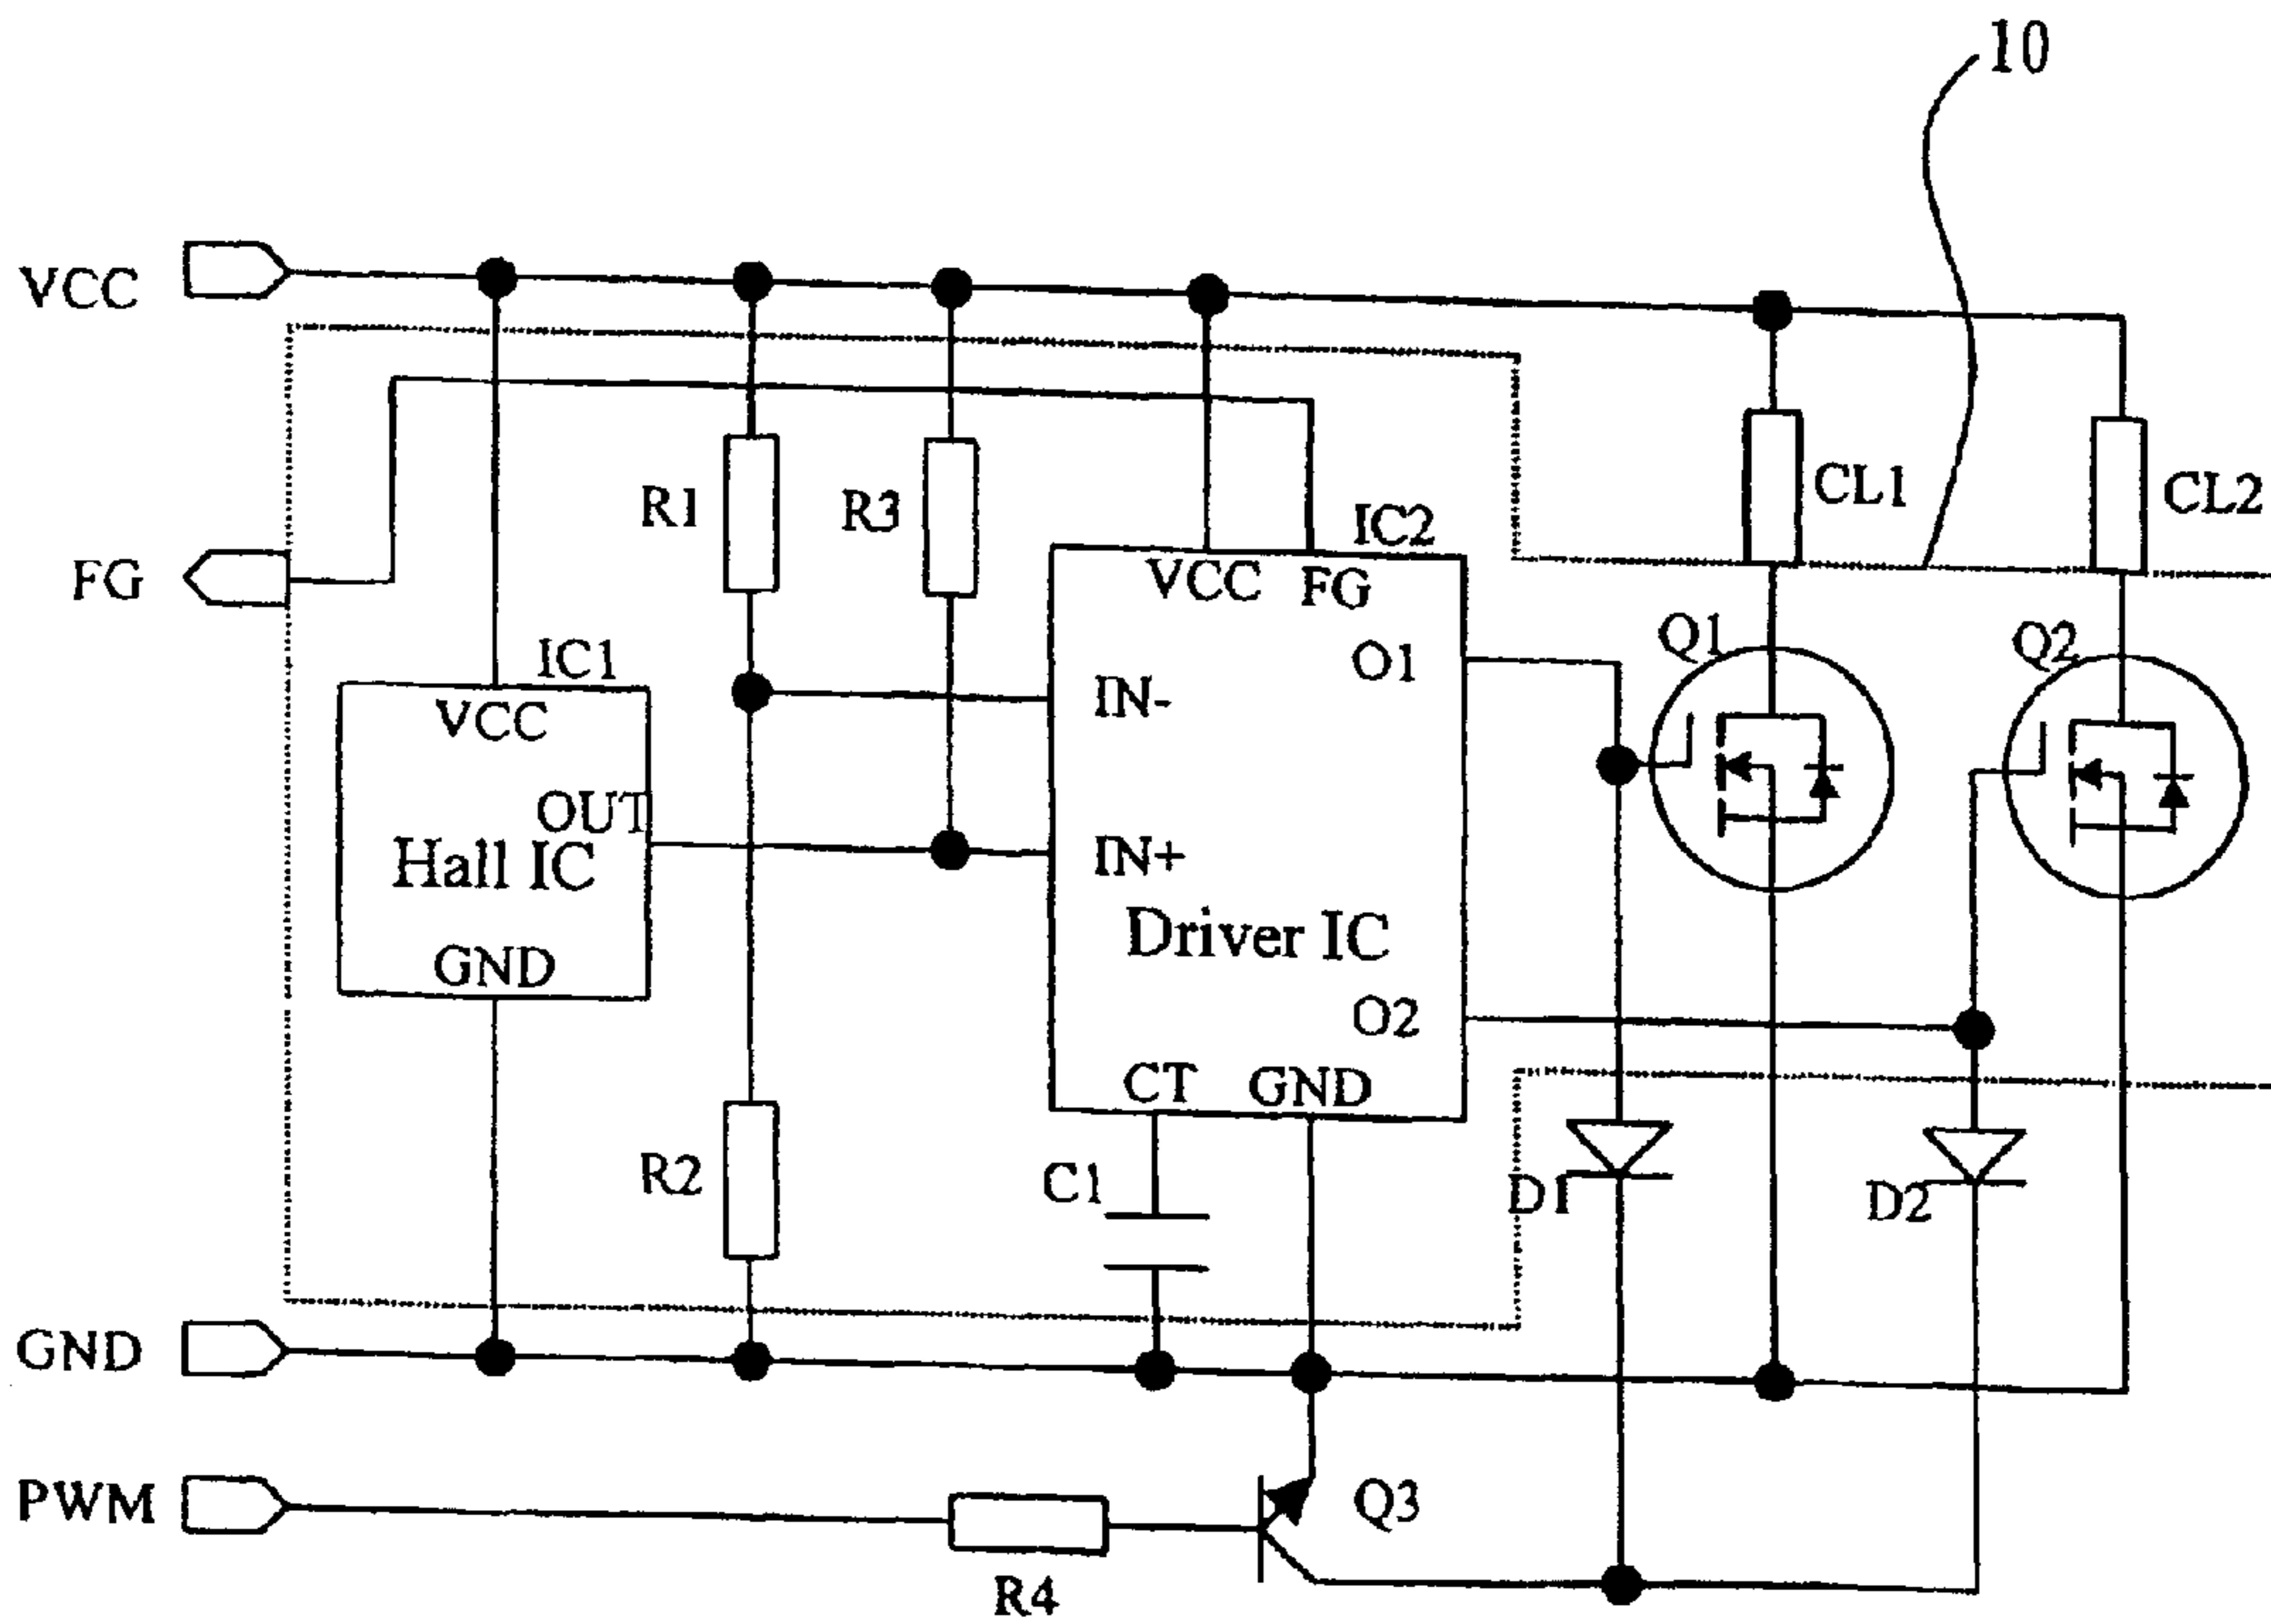 10
VCC
R1
R3
CL1
CL2
IC2
VCC
FG
FG
O1
Q1
Q2
IC1
VCC
IN-
OUT
Hall IC
IN+
Driver IC
GND
O2
CT
GND
R2
C1
D1
D2
GND
PWM
Q3
R4